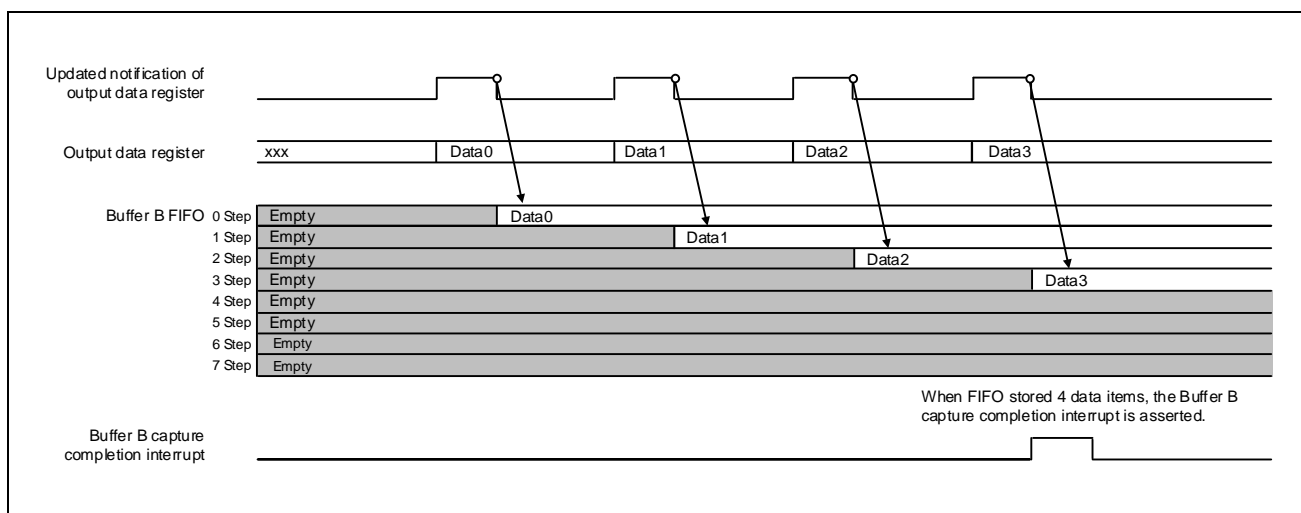 Updated notification of
output data register
Output data register
xxx
Data0
Data1
Data2
Data3
Buffer B FIFO 0 Step Empty Data0
1 Step Empty Data1
2 Step Empty Data2
3 Step Empty Data3
4 Step Empty
5 Step Empty
6 Step Empty
7 Step Empty
When FIFO stored 4 data items, the Buffer B
capture completion interrupt is asserted.
Buffer B capture
completion interrupt